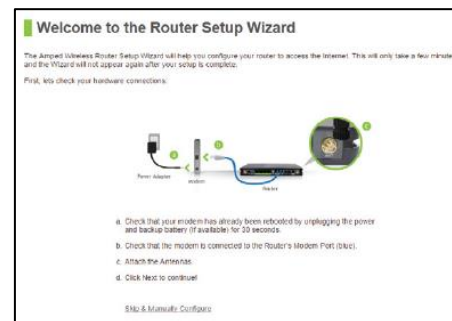 Welcome to the Router Setup Wizard
The Amped Wireless Router Setup Wizard will help you configure your router to access the Internet. This will only take a few minute
and the Wizard will not appear again after your setup is complete.
First, lets check your hardware connections:
a
b
c
Power Adapter
Modem
Router
a. Check that your modem has already been rebooted by unplugging the power
and backup battery (if available) for 30 seconds.
b. Check that the modem is connected to the Router's Modem Port (blue).
c. Attach the Antennas.
d. Click Next to continue!
Skip & Manually Configure